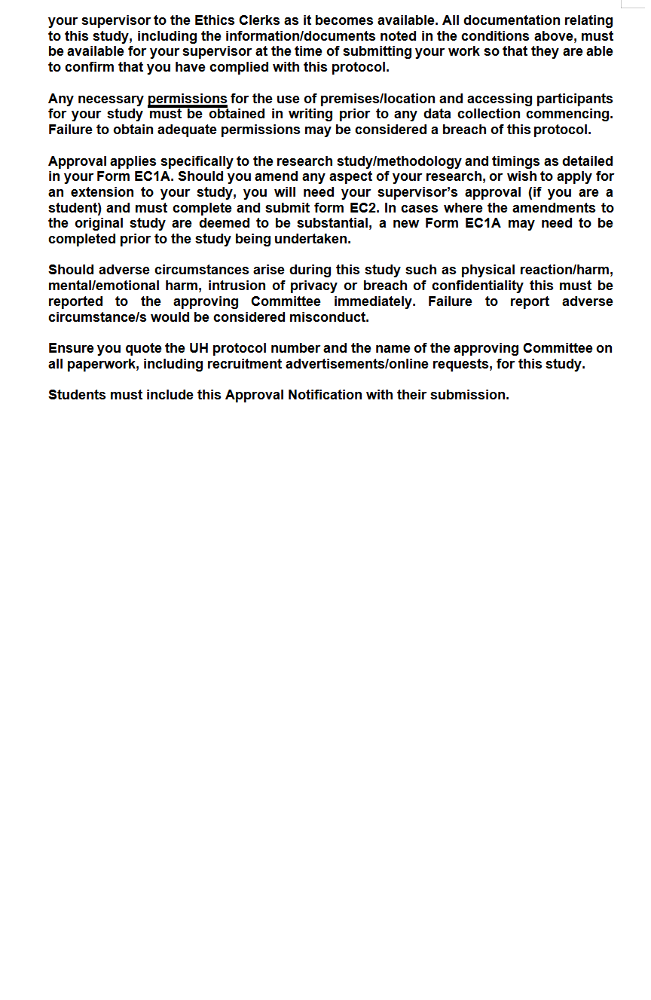 your supervisor to the Ethics Clerks as it becomes available. All documentation relating
to this study, including the information/documents noted in the conditions above, must
be available for your supervisor at the time of submitting your work so that they are able
to confirm that you have complied with this protocol.
Any necessary permissions for the use of premises/location and accessing participants
for your study must be obtained in writing prior to any data collection commencing.
Failure to obtain adequate permissions may be considered a breach of this protocol.
Approval applies specifically to the research study/methodology and timings as detailed
in your Form EC1A. Should you amend any aspect of your research, or wish to apply for
an extension to your study, you will need your supervisor’s approval (if you are a
student) and must complete and submit form EC2. In cases where the amendments to
the original study are deemed to be substantial, a new Form EC1A may need to be
completed prior to the study being undertaken.
Should adverse circumstances arise during this study such as physical reaction/harm,
mental/emotional harm, intrusion of privacy or breach of confidentiality this must be
reported to the approving Committee immediately. Failure to report adverse
circumstance/s would be considered misconduct.
Ensure you quote the UH protocol number and the name of the approving Committee on
all paperwork, including recruitment advertisements/online requests, for this study.
Students must include this Approval Notification with their submission.